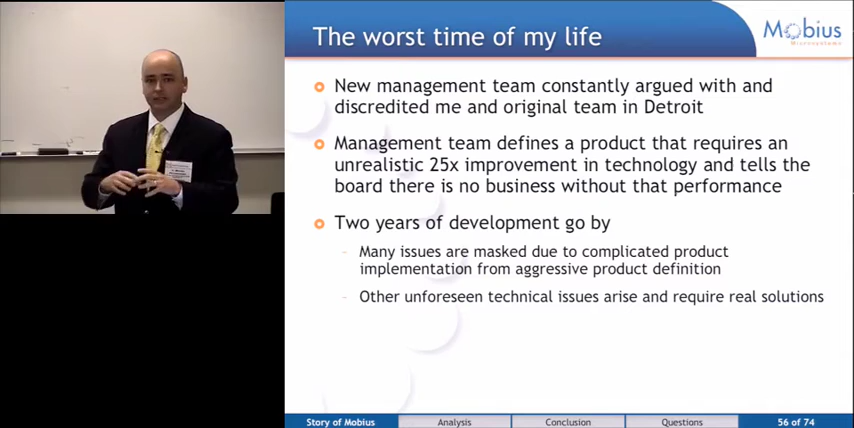 The worst time of my life
Mobius
Microsystems
New management team constantly argued with and
discredited me and original team in Detroit
Management team defines a product that requires an
unrealistic 25x improvement in technology and tells the
board there is no business without that performance
Two years of development go by
– Many issues are masked due to complicated product
implementation from aggressive product definition
– Other unforeseen technical issues arise and require real solutions
Story of Mobius
Analysis
Conclusion
Questions
56 of 74